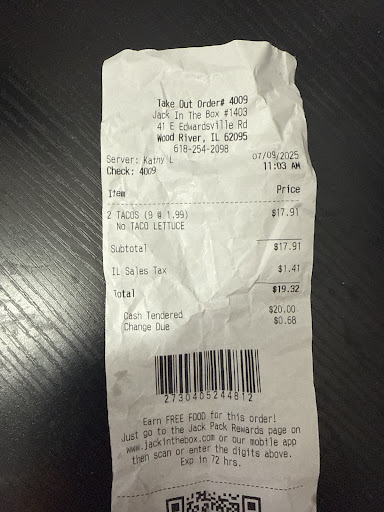 Take Out Order# 4009
Jack In The Box #1403
41 E Edwardsville Rd
Wood River, IL 62095
618-254-2098
Server: Kathy L 07/09/2025
Check: 4009 11:03 AM
Item Price
2 TACOS (9 @ 1.99) $17.91
No TACO LETTUCE
Subtotal $17.91
IL Sales Tax $1.41
Total $19.32
Cash Tendered $20.00
Change Due $0.68
2730405244812
Earn FREE FOOD for this order!
Just go to the Jack Pack Rewards page on
www.jackinthebox.com or our mobile app
then scan or enter the digits above.
Exp in 72 hrs.